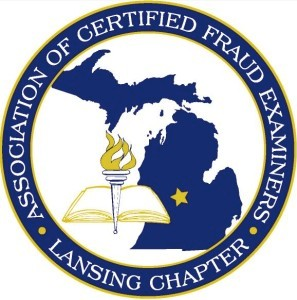 ASSOCIATION OF CERTIFIED FRAUD EXAMINERS
LANSING CHAPTER